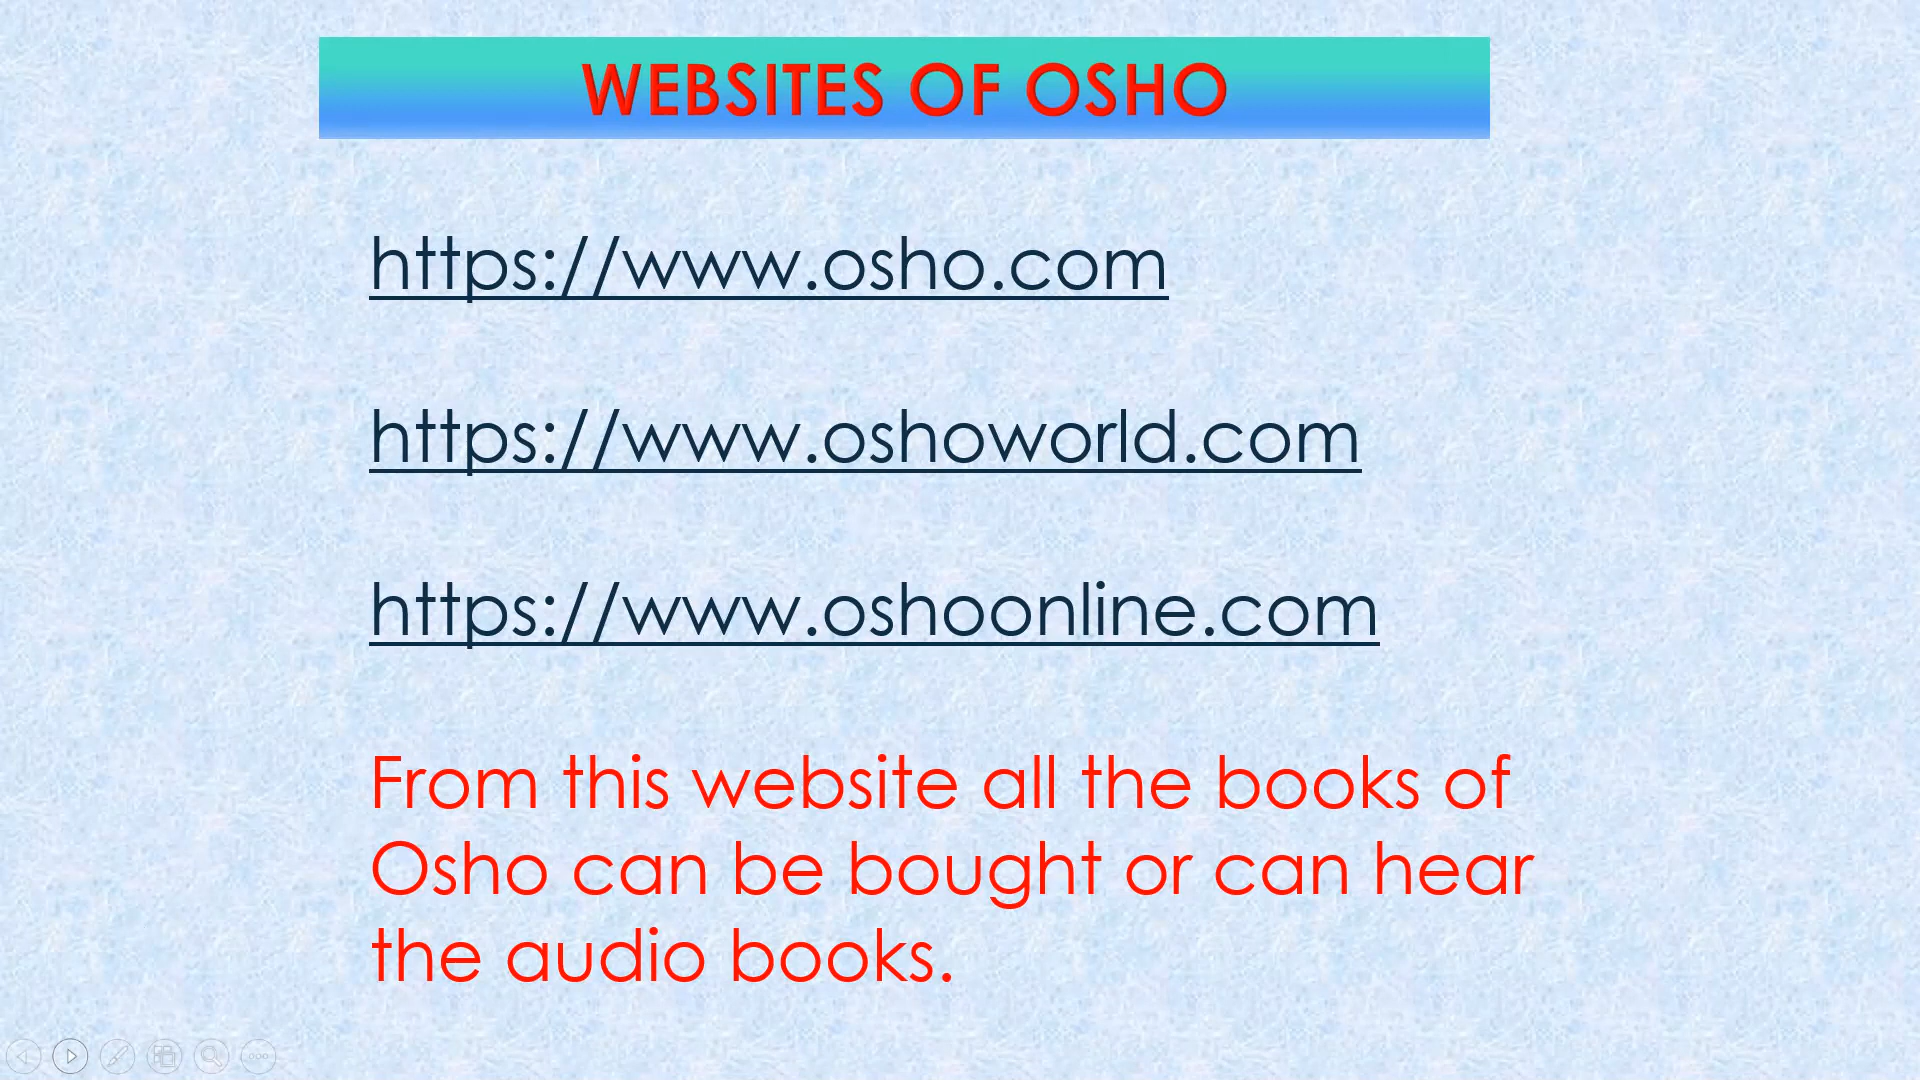 WEBSITES OF OSHO
https://www.osho.com
https://www.oshoworld.com
https://www.oshoonline.com
From this website all the books of
Osho can be bought or can hear
the audio books.